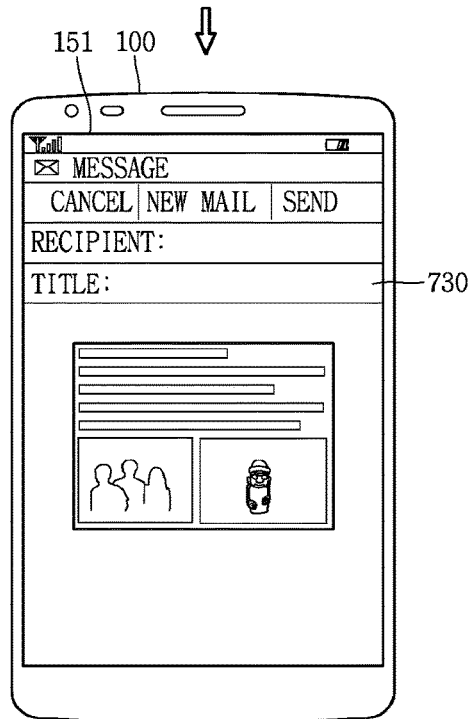 151 100
MESSAGE
CANCEL NEW MAIL SEND
RECIPIENT:
TITLE:
730